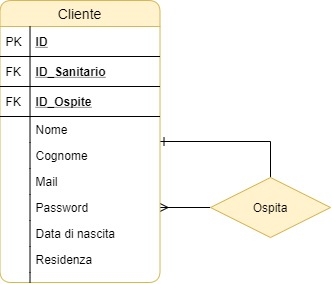 Cliente
PK ID
FK ID_Sanitario
FK ID_Ospite
Nome
Cognome
Mail
Password
Data di nascita
Residenza
Ospita